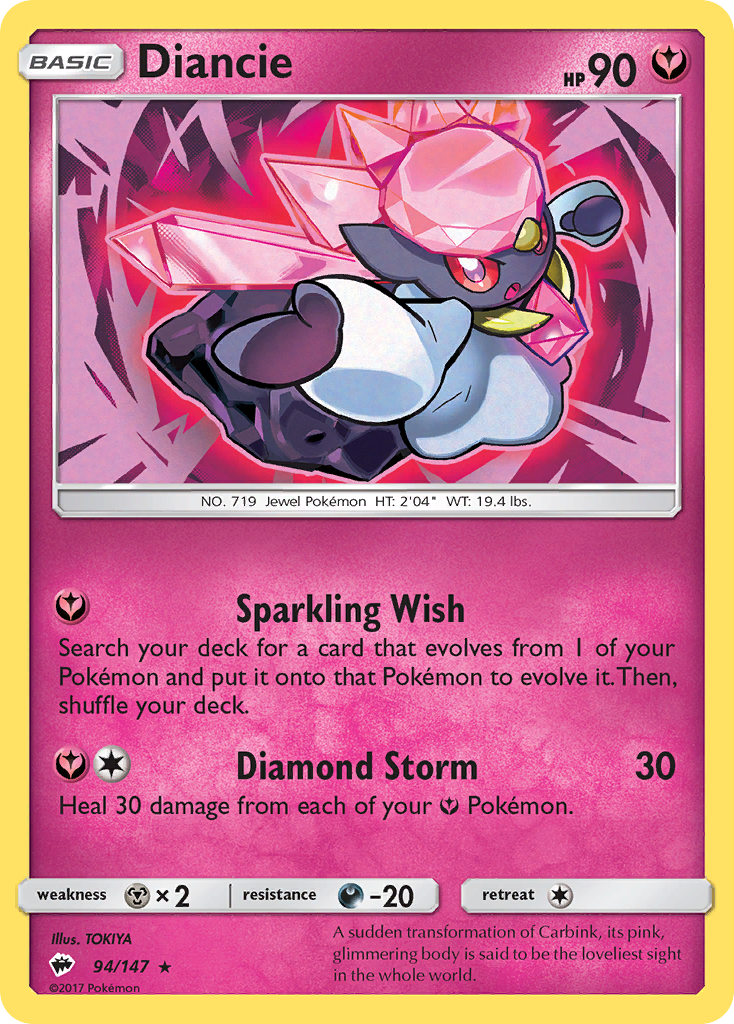 BASIC Diancie HP 90
NO. 719 Jewel Pokémon HT: 2'04" WT: 19.4 lbs.
Sparkling Wish
Search your deck for a card that evolves from 1 of your
Pokémon and put it onto that Pokémon to evolve it. Then,
shuffle your deck.
Diamond Storm 30
Heal 30 damage from each of your Pokémon.
weakness × 2 resistance -20 retreat
Illus. TOKIYA
94/147 ★
©2017 Pokémon
A sudden transformation of Carbink, its pink,
glimmering body is said to be the loveliest sight
in the whole world.